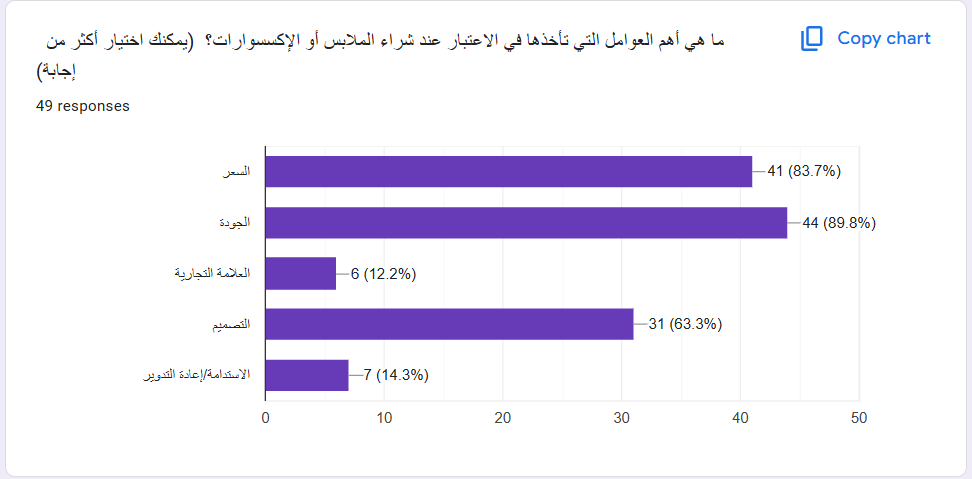 ما هي أهم العوامل التي تأخذها في الاعتبار عند شراء الملابس أو الإكسسوارات؟ (يمكنك اختيار أكثر من
إجابة)
Copy chart
49 responses
السعر
41 (83.7%)
الجودة
44 (89.8%)
العلامة التجارية
6 (12.2%)
التصميم
31 (63.3%)
الاستدامة/إعادة التدوير
7 (14.3%)
0 10 20 30 40 50